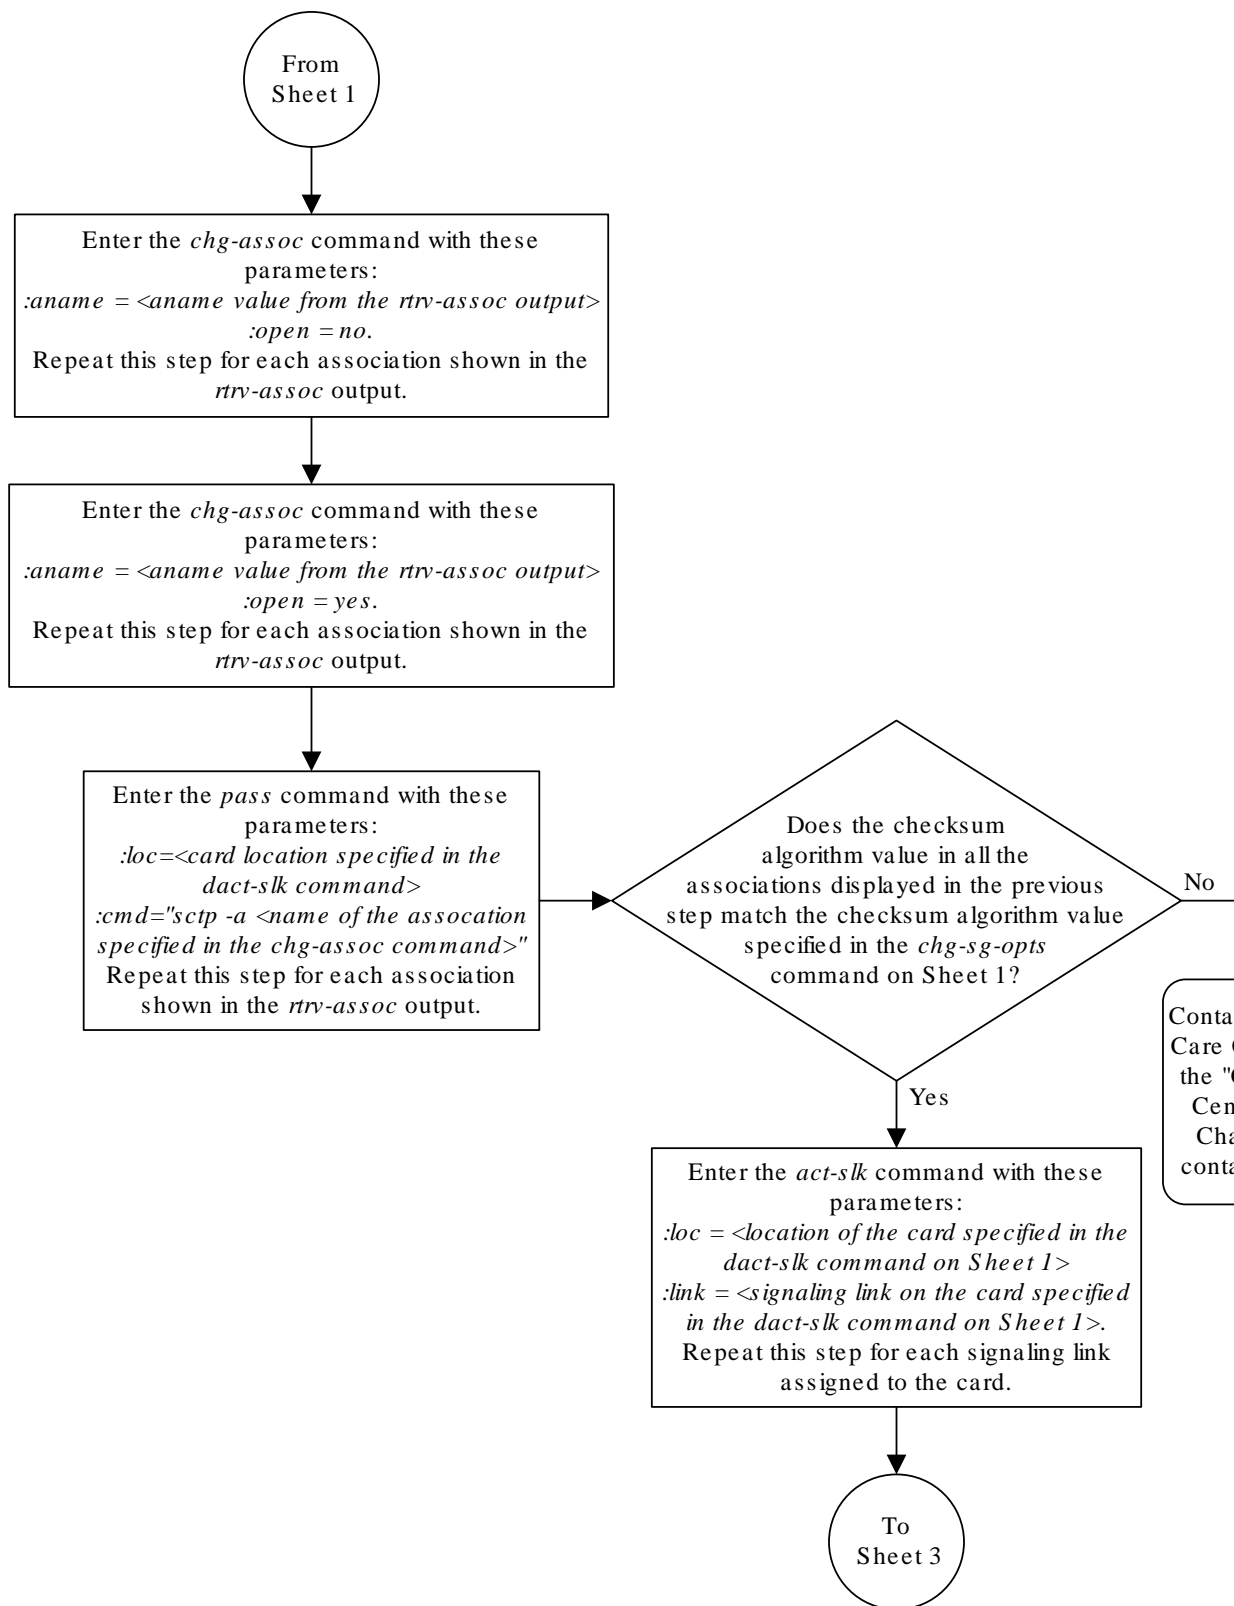 From
Sheet 1
Enter the chg-assoc command with these
parameters:
:aname = <aname value from the rtrv-assoc output>
:open = no.
Repeat this step for each association shown in the
rtrv-assoc output.
Enter the chg-assoc command with these
parameters:
:aname = <aname value from the rtrv-assoc output>
:open = yes.
Repeat this step for each association shown in the
rtrv-assoc output.
Enter the pass command with these
parameters:
:loc=<card location specified in the
dact-slk command>
:cmd="sctp -a <name of the assocation
specified in the chg-assoc command>"
Repeat this step for each association
shown in the rtrv-assoc output.
Does the checksum
algorithm value in all the
associations displayed in the previous
step match the checksum algorithm value
specified in the chg-sg-opts
command on Sheet 1?
No
Yes
Care
the
Enter the act-slk command with these
parameters:
:loc = <location of the card specified in the
dact-slk command on Sheet 1>
:link = <signaling link on the card specified
in the dact-slk command on Sheet 1>.
Repeat this step for each signaling link
assigned to the card.
To
Sheet 3